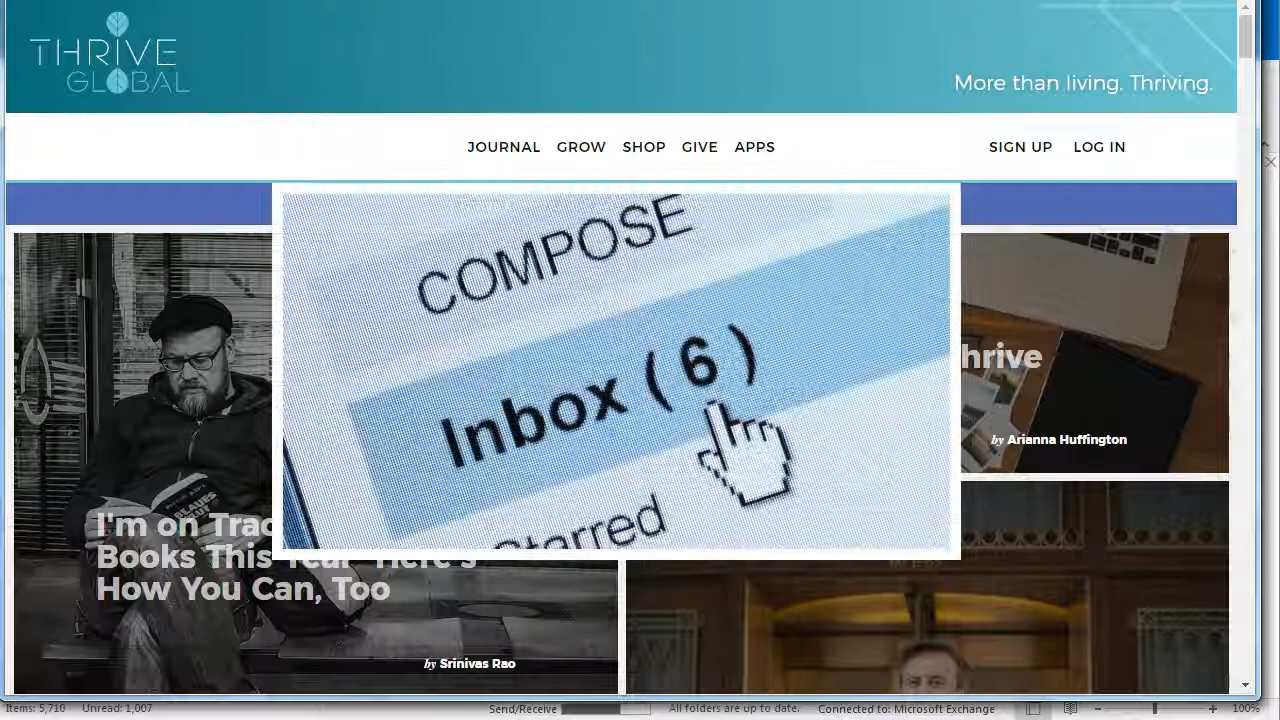 THRIVE
GLOBAL
More than living. Thriving.
JOURNAL GROW SHOP GIVE APPS
SIGN UP LOG IN
COMPOSE
Inbox ( 6 )
Starred
hrive
by Arianna Huffington
I'm on Trac
Books This Year Here's
How You Can, Too
by Srinivas Rao
Items: 5,710 Unread: 1,007 Send/Receive All folders are up to date. Connected to: Microsoft Exchange 100%